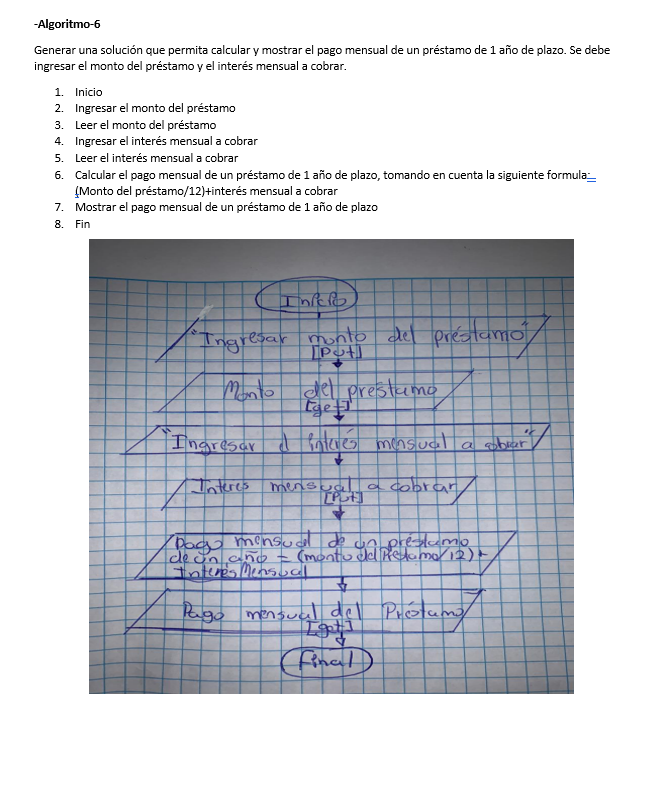 -Algoritmo-6
Generar una solución que permita calcular y mostrar el pago mensual de un préstamo de 1 año de plazo. Se debe
ingresar el monto del préstamo y el interés mensual a cobrar.
1. Inicio
2. Ingresar el monto del préstamo
3. Leer el monto del préstamo
4. Ingresar el interés mensual a cobrar
5. Leer el interés mensual a cobrar
6. Calcular el pago mensual de un préstamo de 1 año de plazo, tomando en cuenta la siguiente formula:
(Monto del préstamo/12)+interés mensual a cobrar
7. Mostrar el pago mensual de un préstamo de 1 año de plazo
8. Fin
Inicio
"Ingresar monto del préstamo"
[Put]
Monto del prestamo
[get]
"Ingresar el interés mensual a cobrar"
Interes mensual a cobrar
[Put]
Pago mensual de un préstamo
de un año = (monto del Prestamo/12)+
Interés Mensual
Pago mensual del Préstamo
[get]
Final